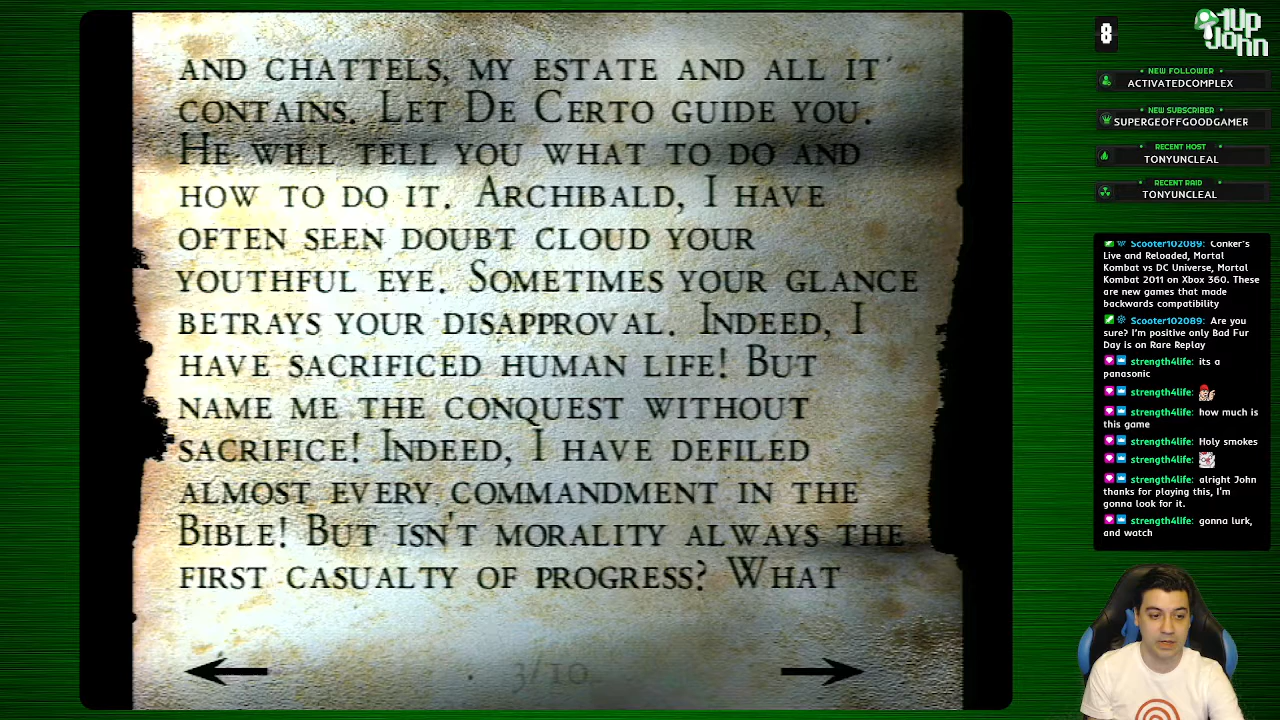 AND CHATTELS, MY ESTATE AND ALL IT
CONTAINS. LET DE CERTO GUIDE YOU.
HE WILL TELL YOU WHAT TO DO AND
HOW TO DO IT. ARCHIBALD, I HAVE
OFTEN SEEN DOUBT CLOUD YOUR
YOUTHFUL EYE. SOMETIMES YOUR GLANCE
BETRAYS YOUR DISAPPROVAL. INDEED, I
HAVE SACRIFICED HUMAN LIFE! BUT
NAME ME THE CONQUEST WITHOUT
SACRIFICE! INDEED, I HAVE DEFILED
ALMOST EVERY COMMANDMENT IN THE
BIBLE! BUT ISN'T MORALITY ALWAYS THE
FIRST CASUALTY OF PROGRESS? WHAT
3/10
8
1Up
John
NEW FOLLOWER
ACTIVATEDCOMPLEX
NEW SUBSCRIBER
SUPERGEOFFGOODGAMER
RECENT HOST
TONYUNCLEAL
RECENT RAID
TONYUNCLEAL
Scooter102089: Conker's
Live and Reloaded, Mortal
Kombat vs DC Universe, Mortal
Kombat 2011 on Xbox 360. These
are new games that made
backwards compatibility
Scooter102089: Are you
sure? I'm positive only Bad Fur
Day is on Rare Replay
strength4life: its a
panasonic
strength4life:
strength4life: how much is
this game
strength4life: Holy smokes
strength4life:
strength4life: alright John
thanks for playing this, I'm
gonna look for it.
strength4life: gonna lurk,
and watch